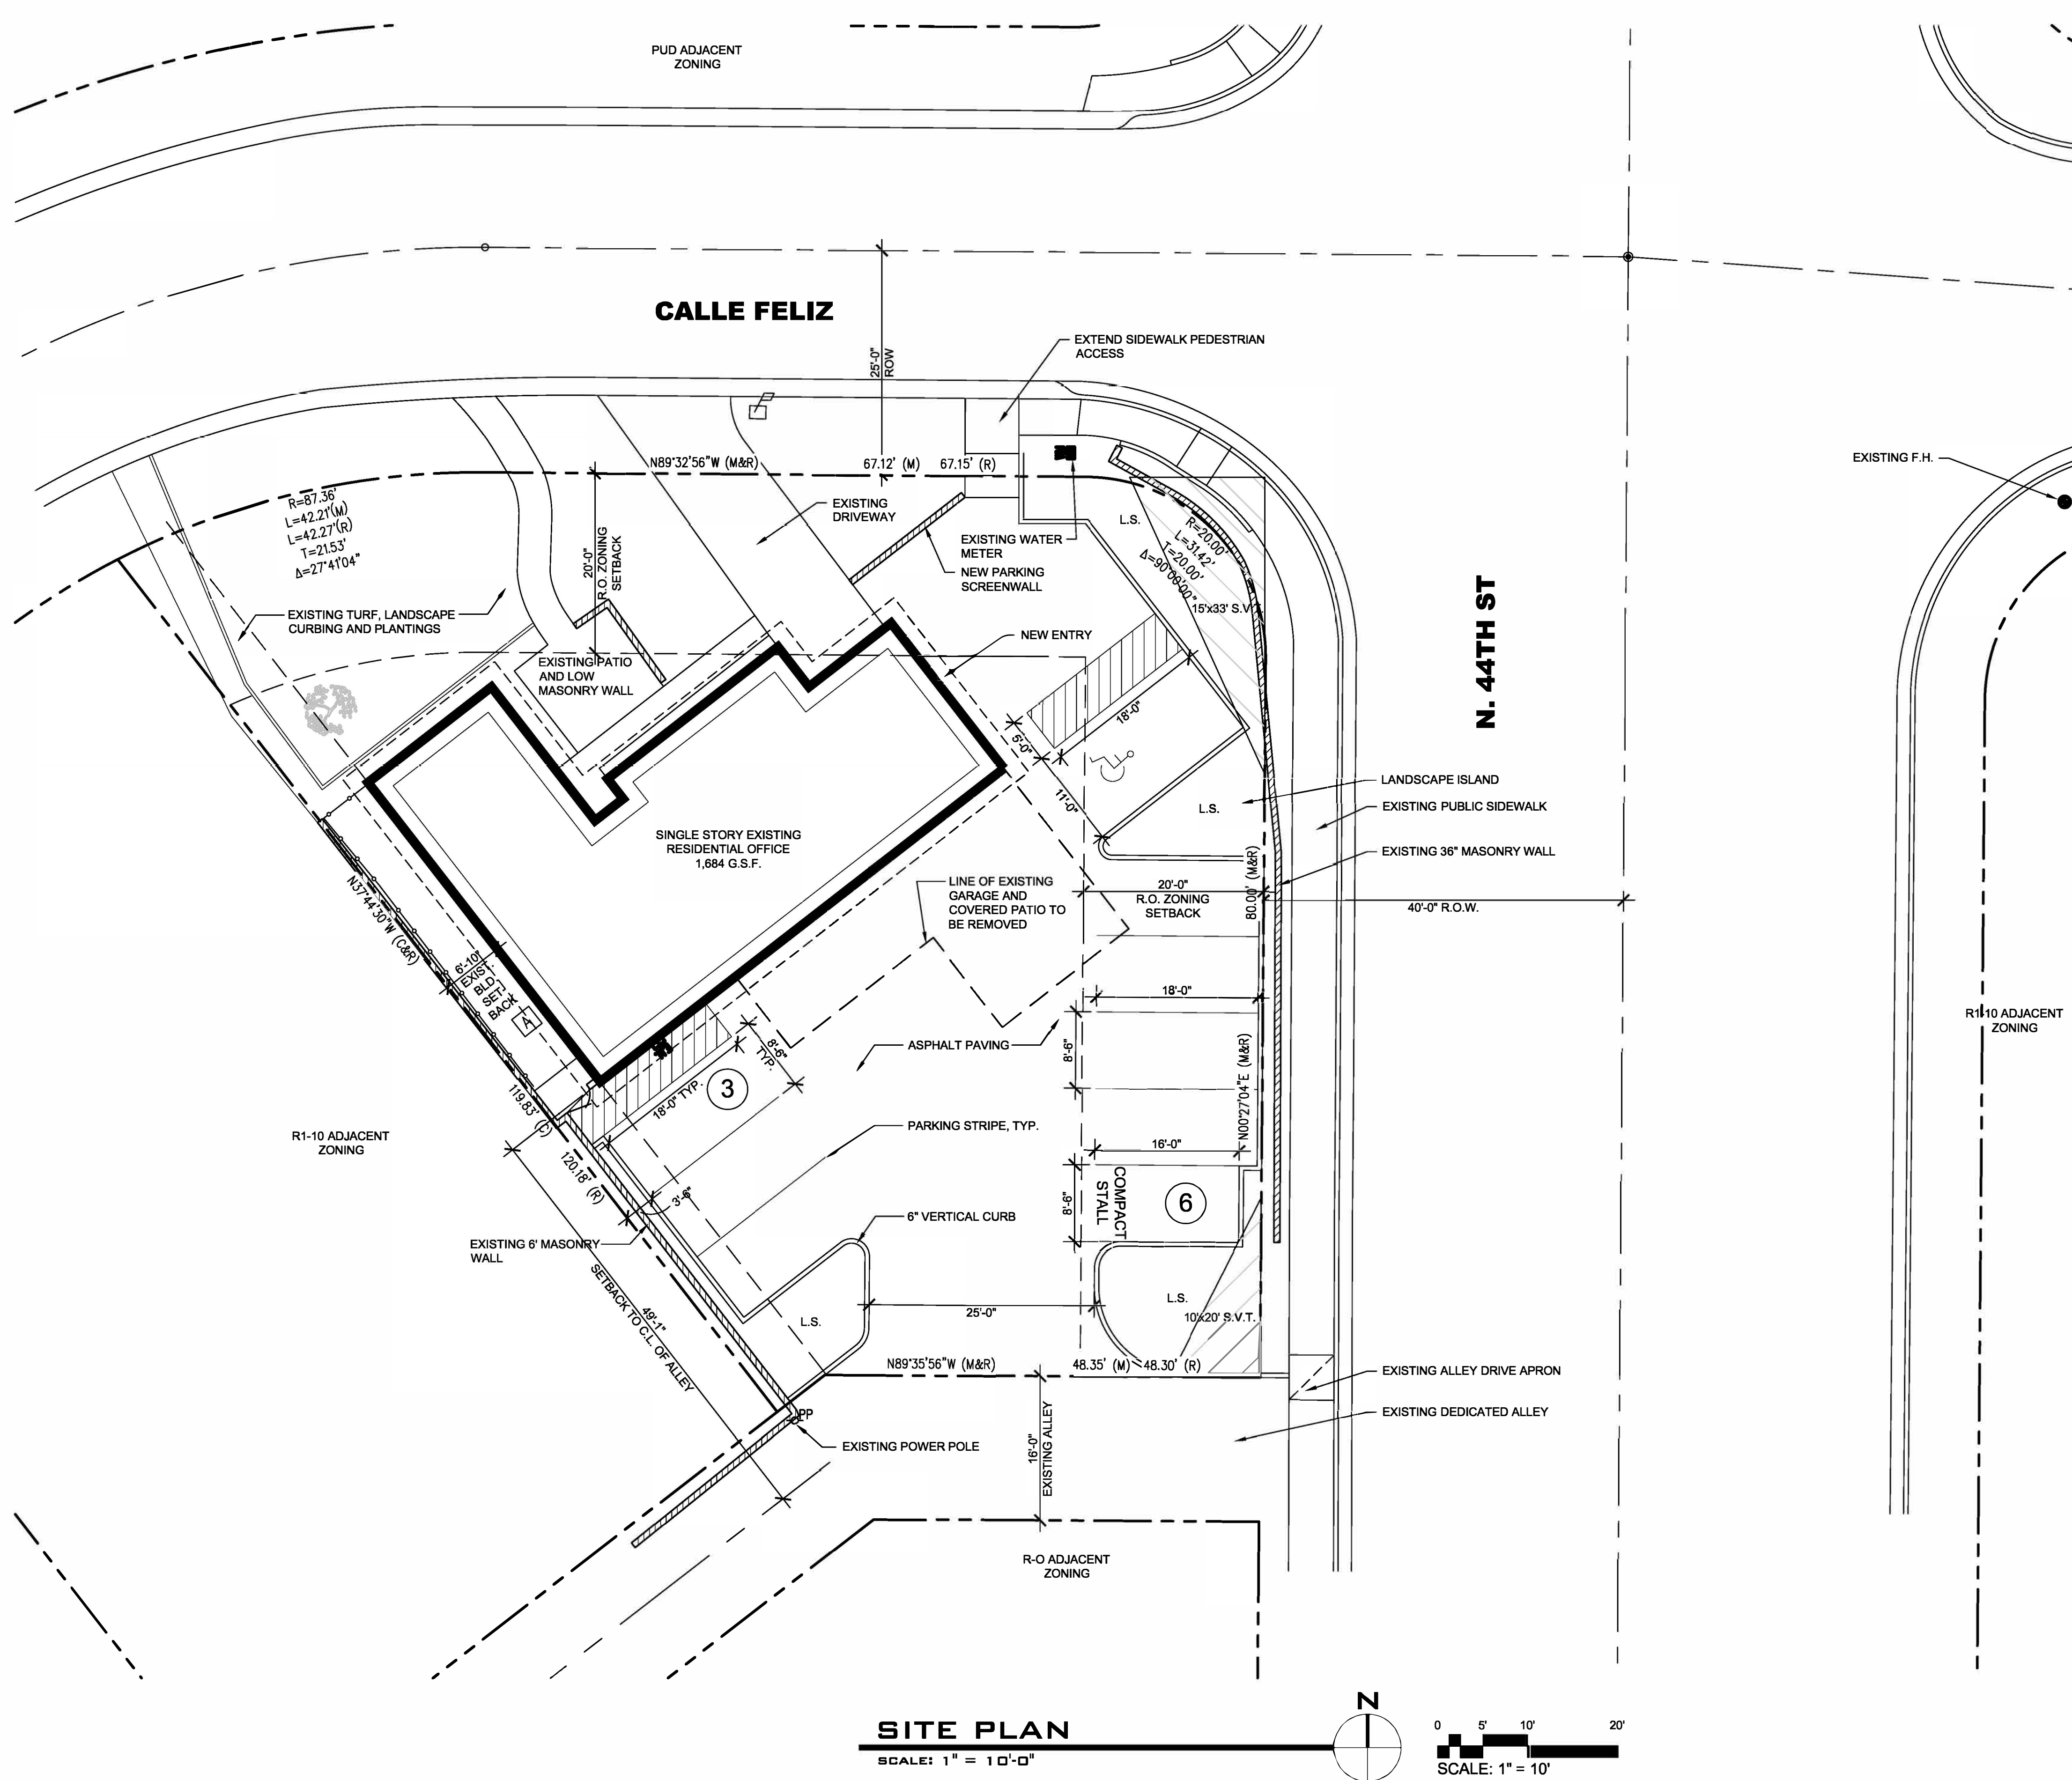 PUD ADJACENT
ZONING
CALLE FELIZ
25'-0"
ROW
EXTEND SIDEWALK PEDESTRIAN
ACCESS
EXISTING F.H.
N89°32'56"W (M&R)
67.12' (M)
67.15' (R)
R=87.36'
L=42.21'(M)
L=42.27'(R)
T=21.53'
Δ=27°41'04"
20'-0"
R.O. ZONING
SETBACK
EXISTING
DRIVEWAY
EXISTING WATER
METER
NEW PARKING
SCREENWALL
L.S.
R=20.00'
L=31.42'
T=20.00'
Δ=90°00'00"
15'x33' S.V.T.
N. 44TH ST
EXISTING TURF, LANDSCAPE
CURBING AND PLANTINGS
NEW ENTRY
EXISTING PATIO
AND LOW
MASONRY WALL
18'-0"
5'-0"
11'-0"
LANDSCAPE ISLAND
EXISTING PUBLIC SIDEWALK
L.S.
EXISTING 36" MASONRY WALL
SINGLE STORY EXISTING
RESIDENTIAL OFFICE
1,684 G.S.F.
LINE OF EXISTING
GARAGE AND
COVERED PATIO TO
BE REMOVED
20'-0"
R.O. ZONING
SETBACK
80.00' (M&R)
40'-0" R.O.W.
N37°44'30"W (C&R)
6'-10"
EXIST.
BLD.
SET
BACK
A
18'-0"
8'-6"
N00°27'04"E (M&R)
R1-10 ADJACENT
ZONING
ASPHALT PAVING
8'-6"
TYP.
18'-0" TYP.
3
119.83' (C)
120.18' (R)
R1-10 ADJACENT
ZONING
PARKING STRIPE, TYP.
16'-0"
8'-6"
COMPACT
STALL
6
3'-6"
6" VERTICAL CURB
EXISTING 6' MASONRY
WALL
49'-1"
SETBACK TO C.L. OF ALLEY
L.S.
25'-0"
L.S.
10'x20' S.V.T.
N89°35'56"W (M&R)
48.35' (M)
48.30' (R)
EXISTING ALLEY DRIVE APRON
EXISTING DEDICATED ALLEY
PP
EXISTING POWER POLE
16'-0"
EXISTING ALLEY
R-O ADJACENT
ZONING
SITE PLAN
SCALE: 1" = 10'-0"
N
0 5' 10' 20'
SCALE: 1" = 10'